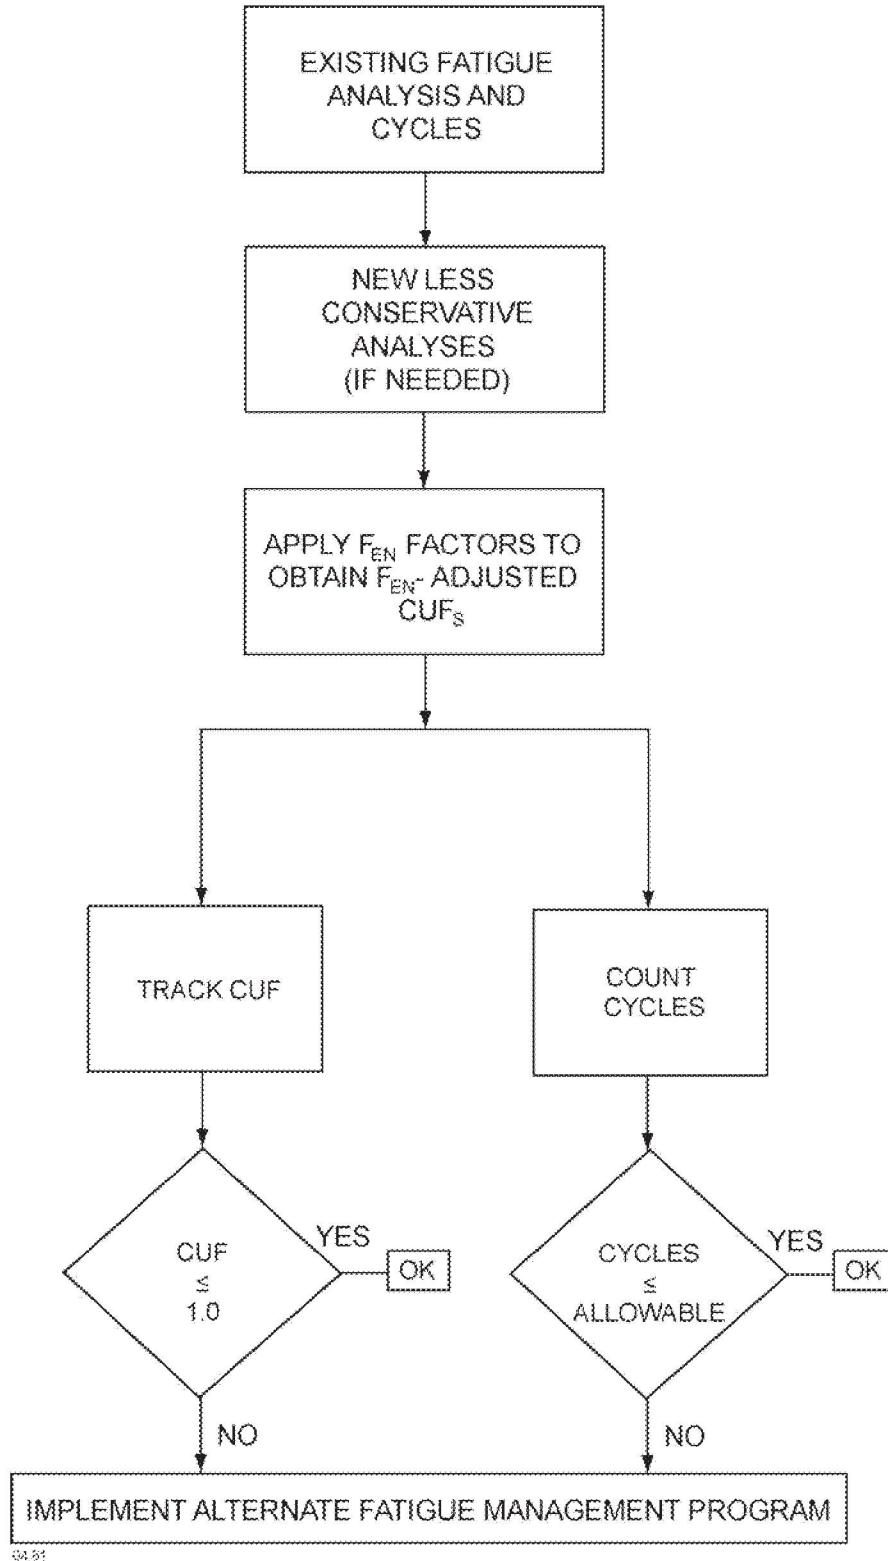 EXISTING FATIGUE
ANALYSIS AND
CYCLES
NEW LESS
CONSERVATIVE
ANALYSES
(IF NEEDED)
APPLY FEN FACTORS TO
OBTAIN FEN- ADJUSTED
CUFS
TRACK CUF
COUNT
CYCLES
CUF
≤
1.0
YES
OK
CYCLES
≤
ALLOWABLE
YES
OK
NO
NO
IMPLEMENT ALTERNATE FATIGUE MANAGEMENT PROGRAM